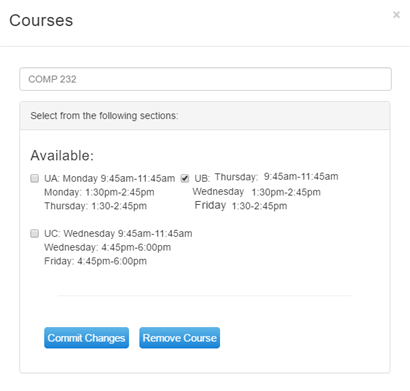 Courses ×
COMP 232
Select from the following sections:
Available:
UA: Monday 9:45am-11:45am
Monday: 1:30pm-2:45pm
Thursday: 1:30-2:45pm
UB: Thursday: 9:45am-11:45am
Wednesday 1:30pm-2:45pm
Friday 1:30-2:45pm
UC: Wednesday 9:45am-11:45am
Wednesday: 4:45pm-6:00pm
Friday: 4:45pm-6:00pm
Commit Changes Remove Course